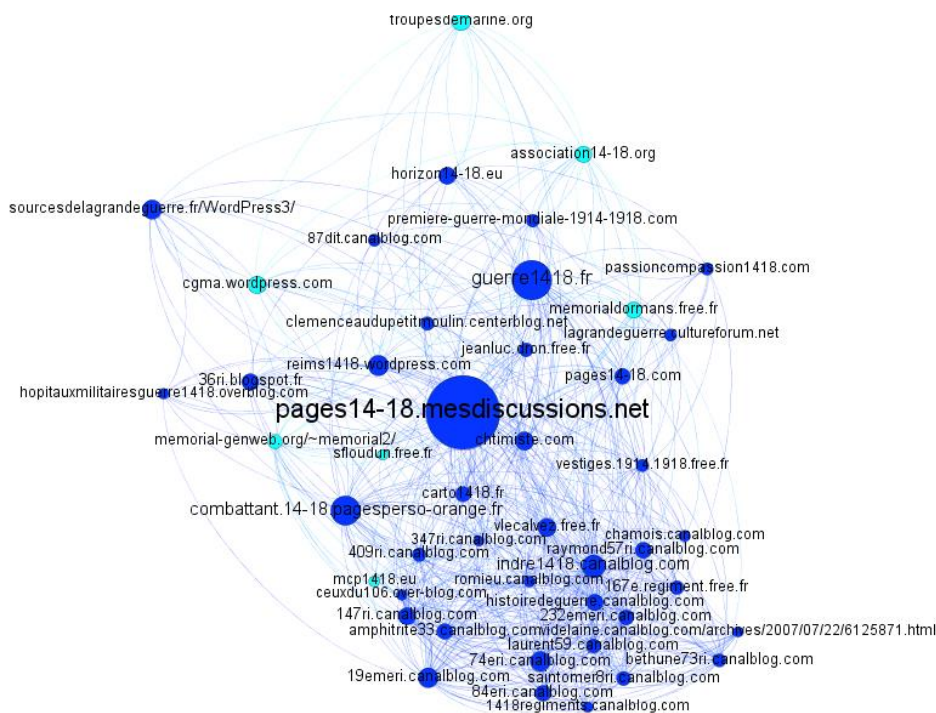 troupesdemarine.org
association14-18.org
horizon14-18.eu
sourcesdelagrandeguerre.fr/WordPress3/
premiere-guerre-mondiale-1914-1918.com
87dit.canalblog.com
passioncompassion1418.com
guerre1418.fr
cgma.wordpress.com
memorialdormans.free.fr
clemenceaudupetitmoulin.centerblog.net
lagrandeguerre.cultureforum.net
jeanluc.dron.free.fr
reims1418.wordpress.com
pages14-18.com
36ri.blogspot.fr
hopitauxmilitairesguerre1418.overblog.com
pages14-18.mesdiscussions.net
memorial-genweb.org/~memorial2/
chtimiste.com
sfloudun.free.fr
vestiges.1914.1918.free.fr
carto1418.fr
combattant.14-18.pagesperso-orange.fr
vlecalvez.free.fr
chamois.canalblog.com
347ri.canalblog.com
raymond57ri.canalblog.com
409ri.canalblog.com
indre1418.canalblog.com
mcp1418.eu
romieu.canalblog.com
167e.regiment.free.fr
ceuxdu106.over-blog.com
histoiredeguerre.canalblog.com
147ri.canalblog.com
232emeri.canalblog.com
amphitrite33.canalblog.com
videlaine.canalblog.com/archives/2007/07/22/6125871.html
laurent59.canalblog.com
74eri.canalblog.com
bethune73ri.canalblog.com
19emeri.canalblog.com
saintomer8ri.canalblog.com
84eri.canalblog.com
1418regiments.canalblog.com